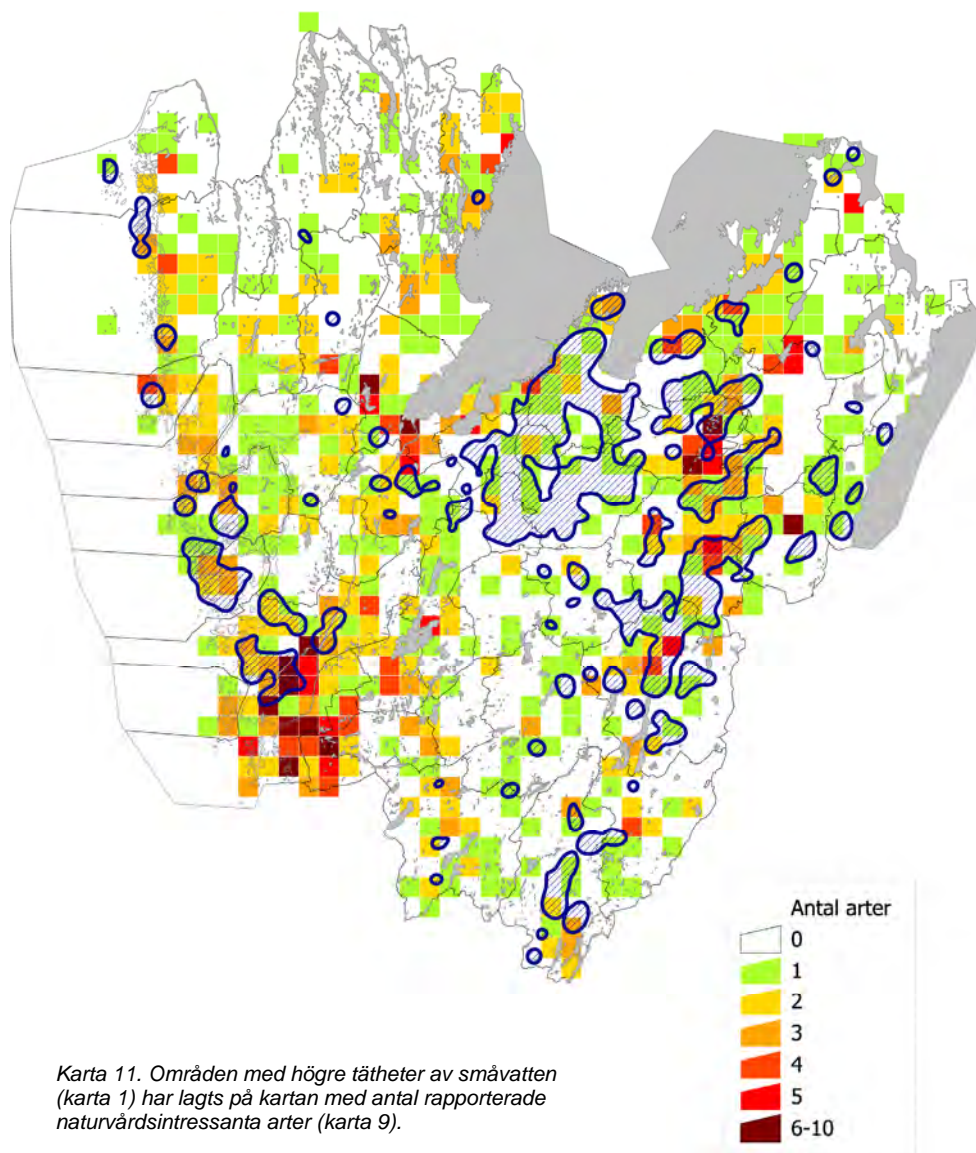 Antal arter
0
1
2
3
4
5
6-10
Karta 11. Områden med högre tätheter av småvatten
(karta 1) har lagts på kartan med antal rapporterade
naturvårdsintressanta arter (karta 9).